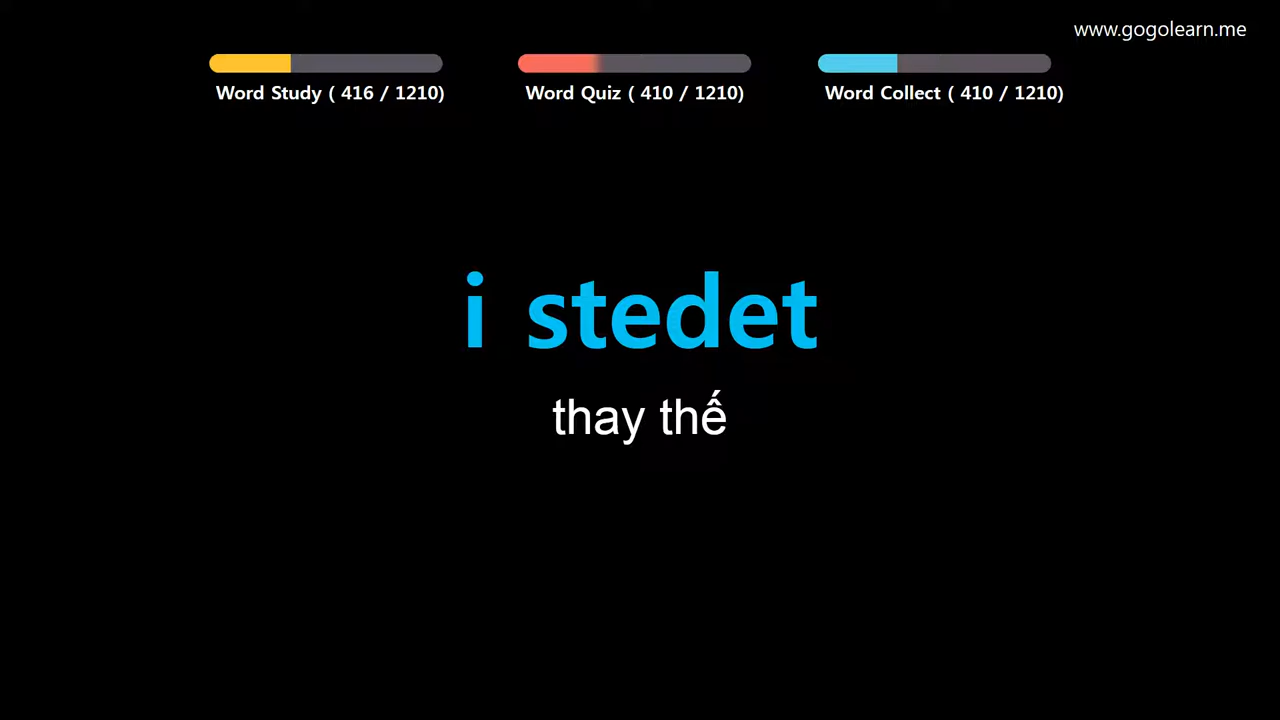 www.gogolearn.me
Word Study ( 416 / 1210)
Word Quiz ( 410 / 1210)
Word Collect ( 410 / 1210)
i stedet
thay thế